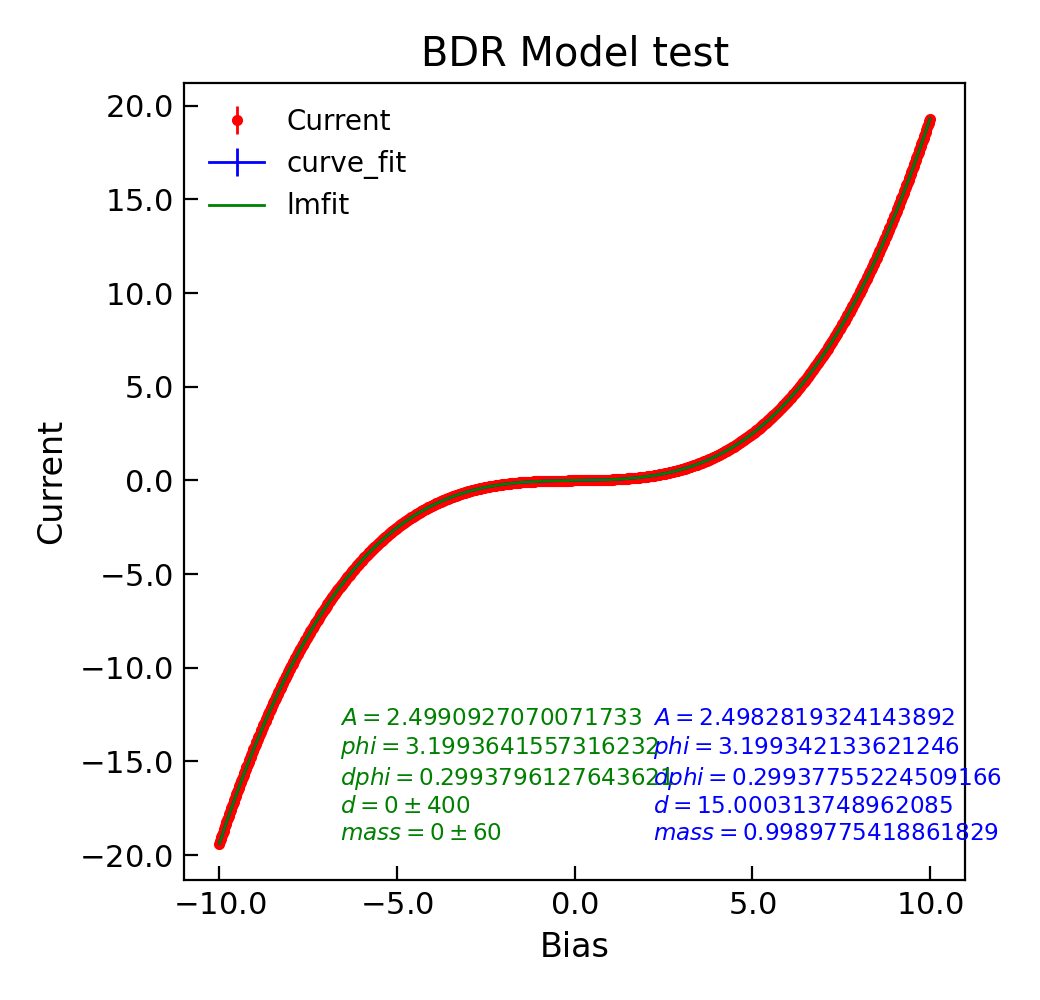 BDR Model test
20.0
15.0
10.0
5.0
0.0
−5.0
−10.0
−15.0
−20.0
Current
Current
curve_fit
lmfit
A = 2.4990927070071733
phi = 3.1993641557316232
dphi = 0.2993796127643621
d = 0 ± 400
mass = 0 ± 60
A = 2.4982819324143892
phi = 3.199342133621246
dphi = 0.29937755224509166
d = 15.000313748962085
mass = 0.9989775418861829
−10.0
−5.0
0.0
5.0
10.0
Bias